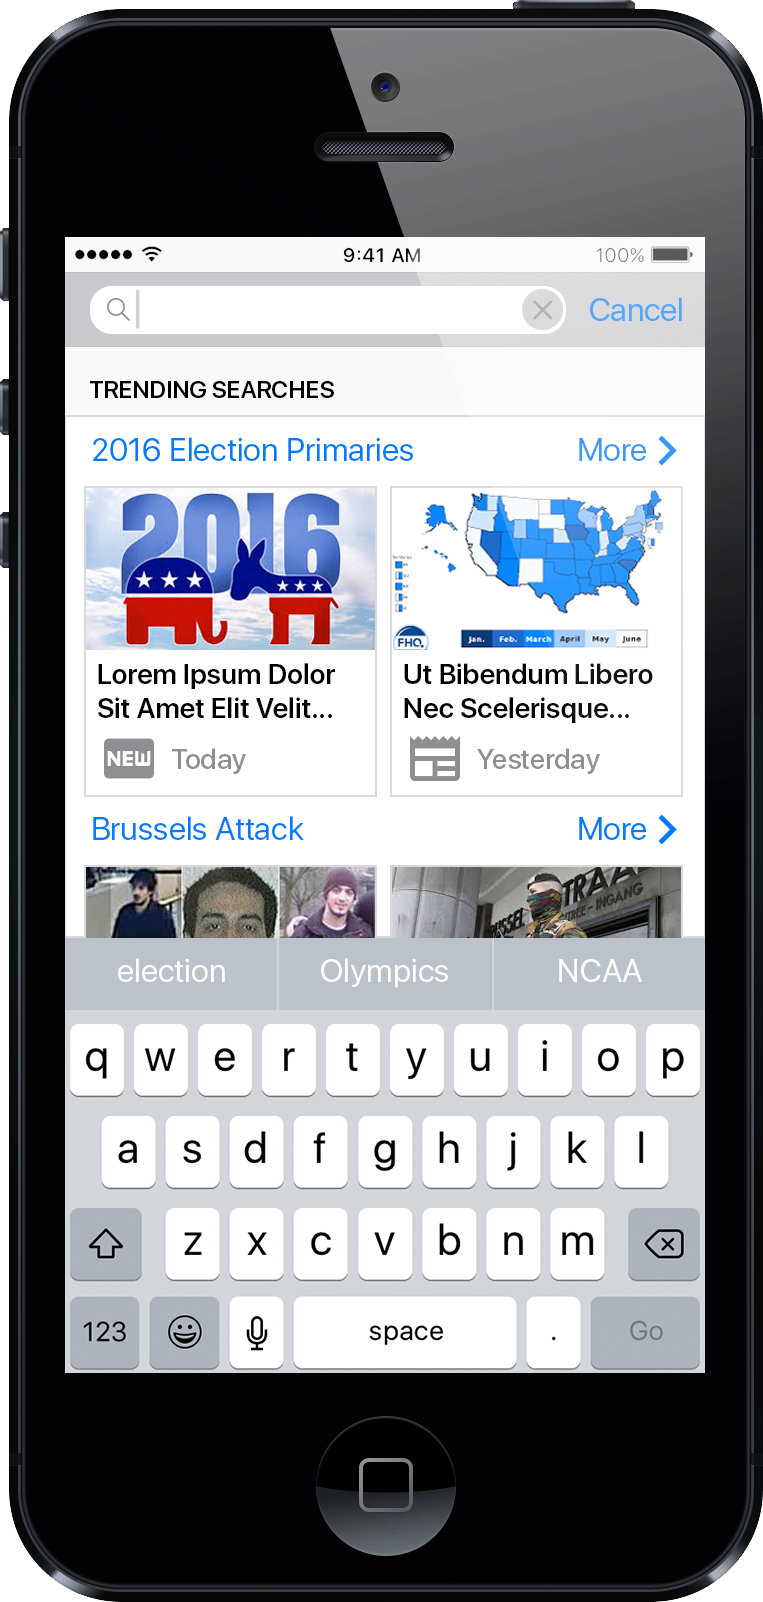 9:41 AM
100%
Cancel
TRENDING SEARCHES
2016 Election Primaries
More
2016
FHQ
Jan. Feb. March April May June
Lorem Ipsum Dolor
Sit Amet Elit Velit...
Ut Bibendum Libero
Nec Scelerisque...
NEW
Today
Yesterday
Brussels Attack
More
STRAA
INGANG
election
Olympics
NCAA
q w e r t y u i o p
a s d f g h j k l
z x c v b n m
123
space
.
Go